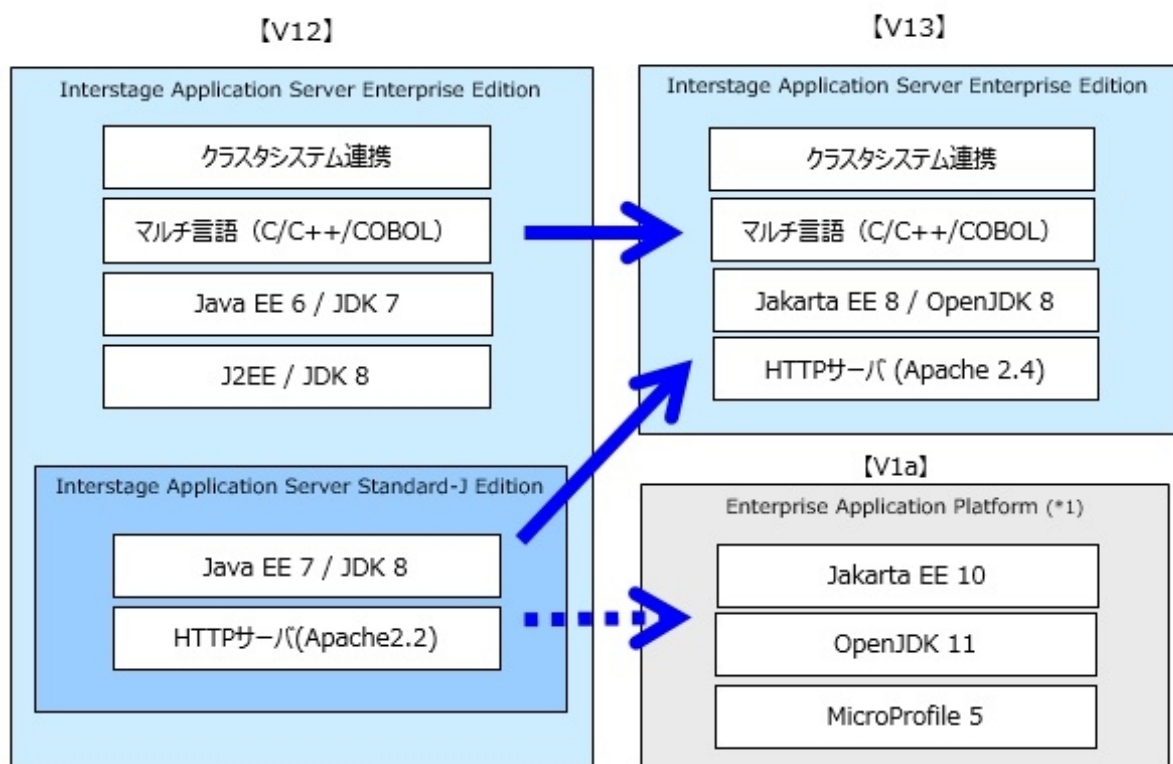 【V12】
Interstage Application Server Enterprise Edition
クラスタシステム連携
マルチ言語（C/C++/COBOL）
Java EE 6 / JDK 7
J2EE / JDK 8
Interstage Application Server Standard-J Edition
Java EE 7 / JDK 8
HTTPサーバ(Apache2.2)
【V13】
Interstage Application Server Enterprise Edition
クラスタシステム連携
マルチ言語（C/C++/COBOL）
Jakarta EE 8 / OpenJDK 8
HTTPサーバ (Apache 2.4)
【V1a】
Enterprise Application Platform (*1)
Jakarta EE 10
OpenJDK 11
MicroProfile 5